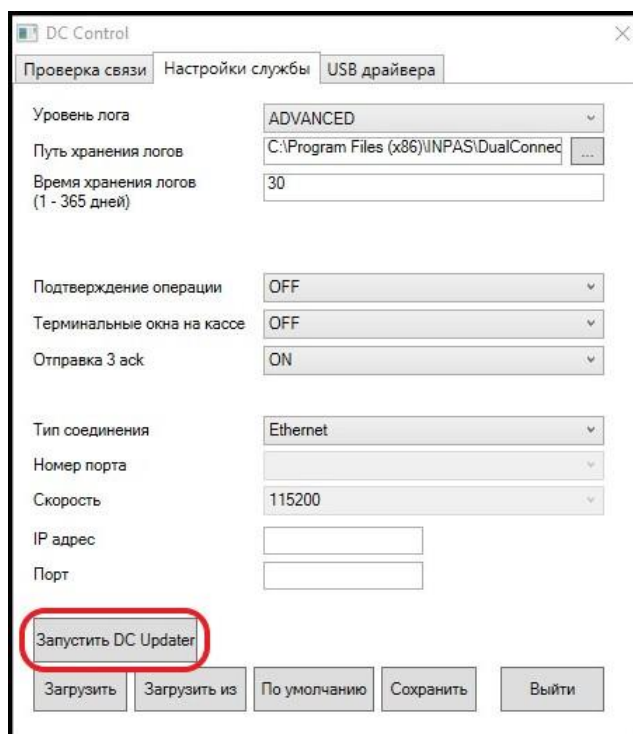 DC Control
Проверка связи Настройки службы USB драйвера
Уровень лога ADVANCED
Путь хранения логов C:\Program Files (x86)\INPAS\DualConnec ...
Время хранения логов 30
(1 - 365 дней)
Подтверждение операции OFF
Терминальные окна на кассе OFF
Отправка 3 ack ON
Тип соединения Ethernet
Номер порта
Скорость 115200
IP адрес
Порт
Запустить DC Updater
Загрузить Загрузить из По умолчанию Сохранить Выйти